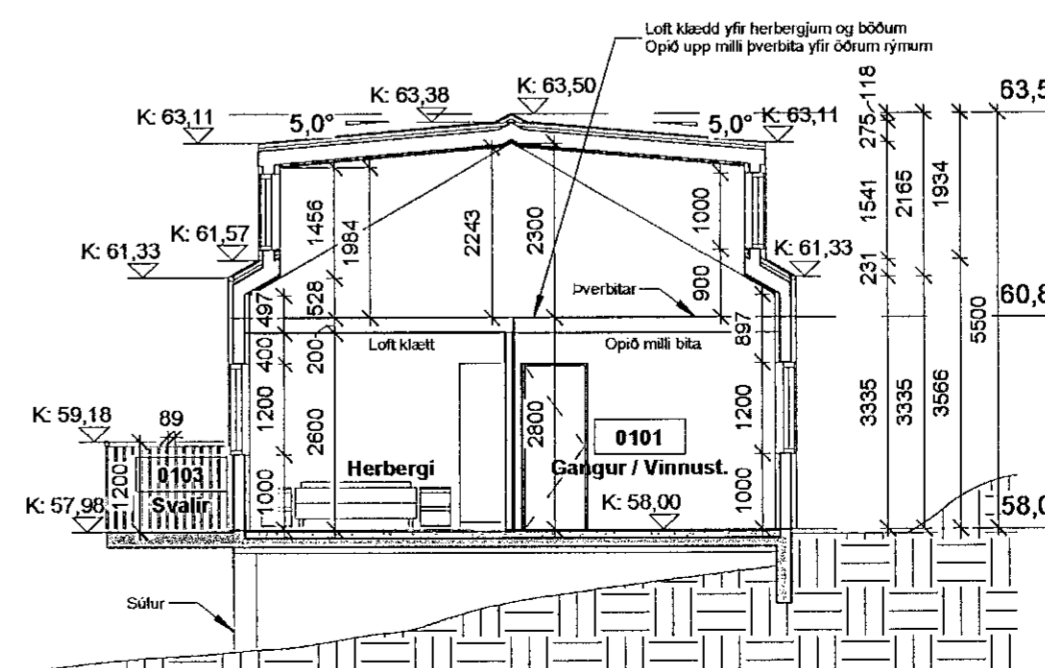 Loft klædd yfir herbergjum og böðum
Opið upp milli þverbita yfir öðrum rýmum
K: 63,50
K: 63,38
K: 63,11
5,0°
5,0°
K: 63,11
K: 61,57
K: 61,33
K: 61,33
1456
1984
2243
2300
1000
900
497
528
400
200
1200
2600
1000
2800
897
1200
1000
Þverbitar
Loft klætt
Opið milli bita
0101
Herbergi
Gangur / Vinnust.
K: 58,00
K: 59,18
89
1200
0103
Svalir
K: 57,98
Súlur
118
275
1541
2165
1934
231
3335
3335
3566
5500
63,5
60,8
58,0